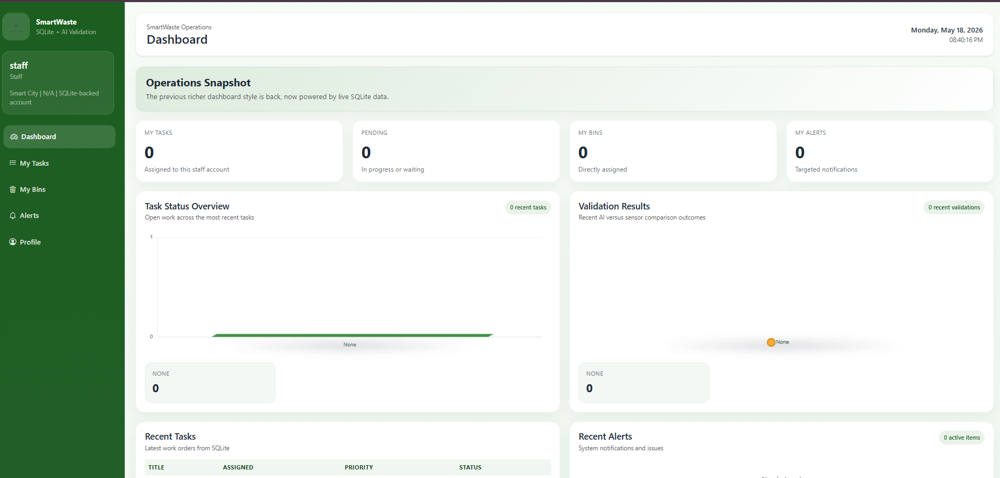 SmartWaste
SQLite + AI Validation
staff
Staff
Smart City | N/A | SQLite-backed
account
Dashboard
My Tasks
My Bins
Alerts
Profile
SmartWaste Operations
Dashboard
Monday, May 18, 2026
08:40:16 PM
Operations Snapshot
The previous richer dashboard style is back, now powered by live SQLite data.
MY TASKS
0
Assigned to this staff account
PENDING
0
In progress or waiting
MY BINS
0
Directly assigned
MY ALERTS
0
Targeted notifications
Task Status Overview
Open work across the most recent tasks
0 recent tasks
1
0
None
NONE
0
Validation Results
Recent AI versus sensor comparison outcomes
0 recent validations
None
NONE
0
Recent Tasks
Latest work orders from SQLite
TITLE ASSIGNED PRIORITY STATUS
Recent Alerts
System notifications and issues
0 active items